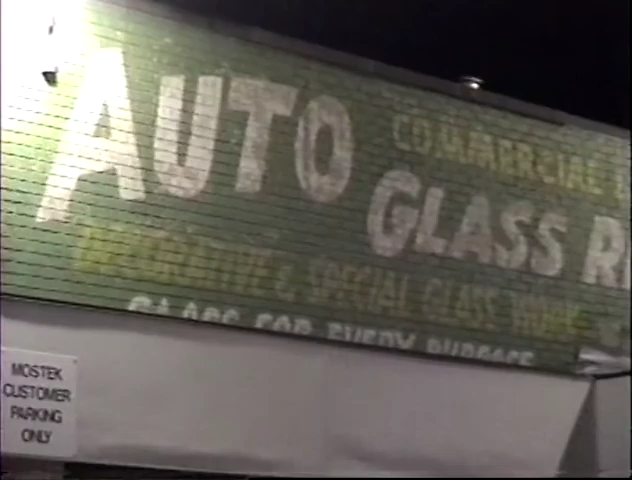 AUTO
COMMERCIAL
GLASS R
DECORATIVE & SPECIAL GLASS WORK
GLASS FOR EVERY PURPOSE
MOSTEK
CUSTOMER
PARKING
ONLY